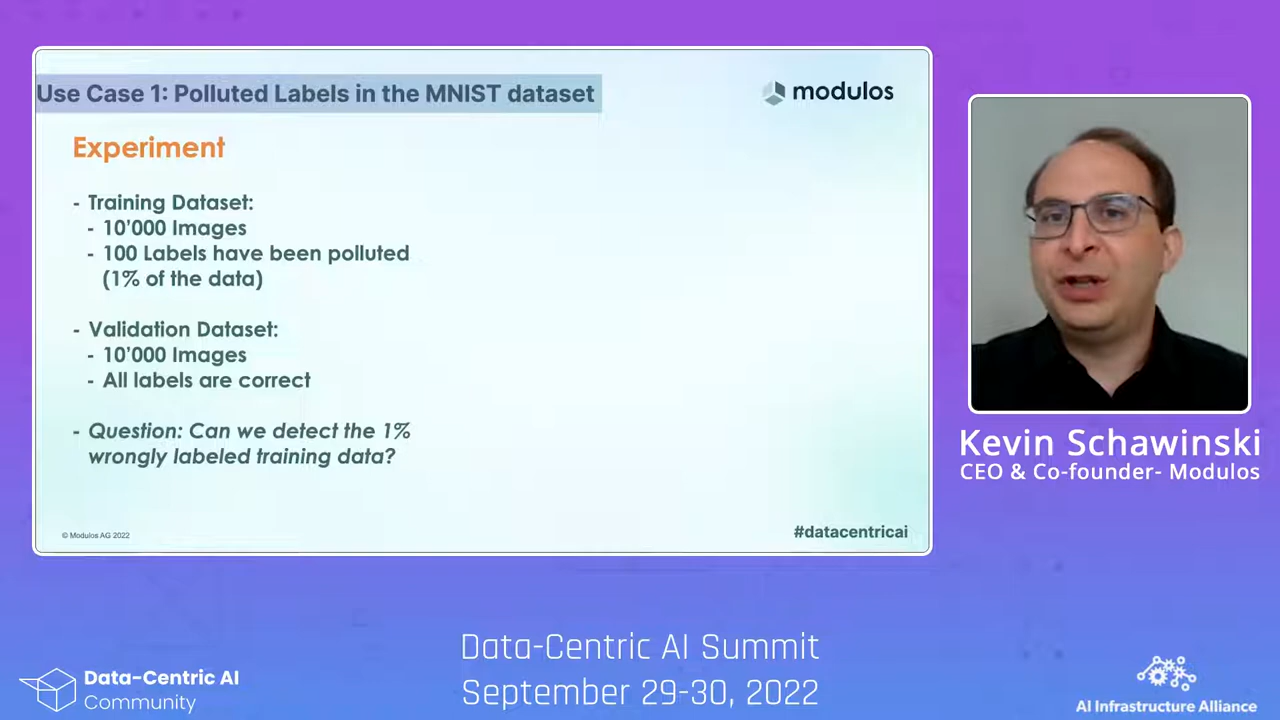 Use Case 1: Polluted Labels in the MNIST dataset
modulos
Experiment
- Training Dataset:
- 10’000 Images
- 100 Labels have been polluted
(1% of the data)
- Validation Dataset:
- 10’000 Images
- All labels are correct
- Question: Can we detect the 1%
wrongly labeled training data?
© Modulos AG 2022
#datacentricai
Kevin Schawinski
CEO & Co-founder- Modulos
Data-Centric AI Summit
September 29-30, 2022
Data-Centric AI
Community
AI Infrastructure Alliance